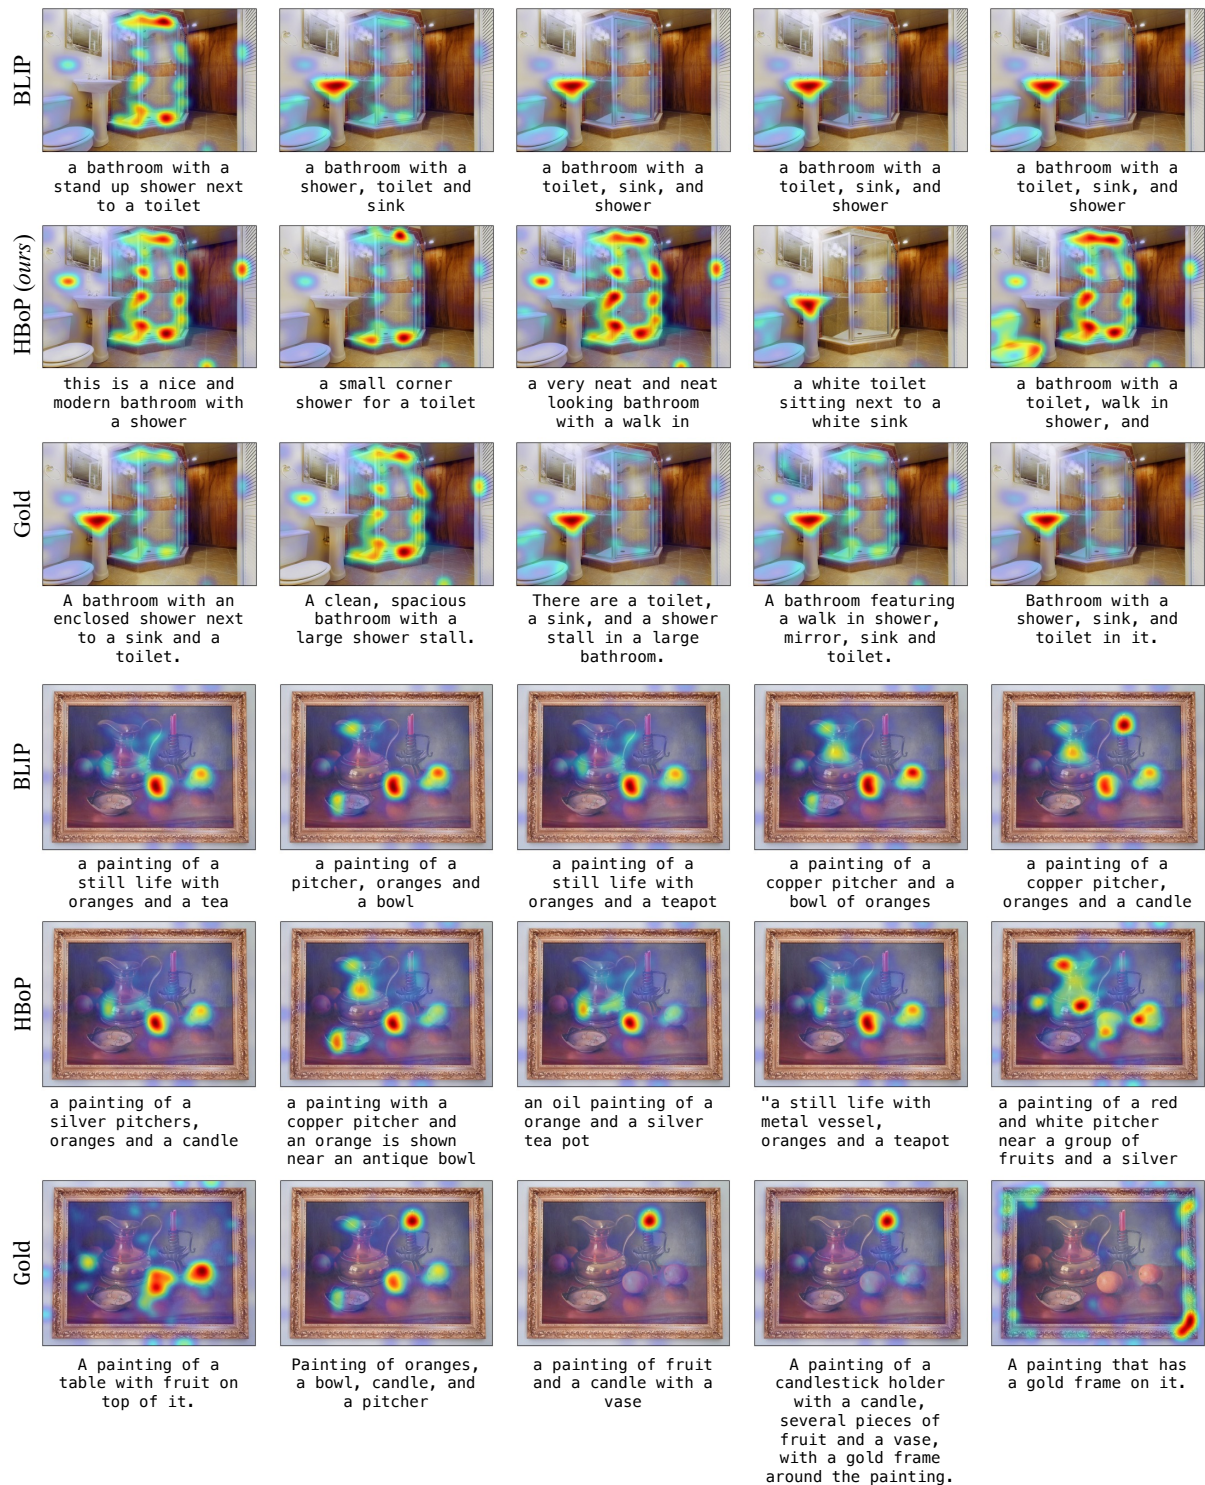 BLIP
a bathroom with a
stand up shower next
to a toilet
a bathroom with a
shower, toilet and
sink
a bathroom with a
toilet, sink, and
shower
a bathroom with a
toilet, sink, and
shower
a bathroom with a
toilet, sink, and
shower
HBoP (ours)
this is a nice and
modern bathroom with
a shower
a small corner
shower for a toilet
a very neat and neat
looking bathroom
with a walk in
a white toilet
sitting next to a
white sink
a bathroom with a
toilet, walk in
shower, and
Gold
A bathroom with an
enclosed shower next
to a sink and a
toilet.
A clean, spacious
bathroom with a
large shower stall.
There are a toilet,
a sink, and a shower
stall in a large
bathroom.
A bathroom featuring
a walk in shower,
mirror, sink and
toilet.
Bathroom with a
shower, sink, and
toilet in it.
BLIP
a painting of a
still life with
oranges and a tea
a painting of a
pitcher, oranges and
a bowl
a painting of a
still life with
oranges and a teapot
a painting of a
copper pitcher and a
bowl of oranges
a painting of a
copper pitcher,
oranges and a candle
HBoP
a painting of a
silver pitchers,
oranges and a candle
a painting with a
copper pitcher and
an orange is shown
near an antique bowl
an oil painting of a
orange and a silver
tea pot
"a still life with
metal vessel,
oranges and a teapot
a painting of a red
and white pitcher
near a group of
fruits and a silver
Gold
A painting of a
table with fruit on
top of it.
Painting of oranges,
a bowl, candle, and
a pitcher
a painting of fruit
and a candle with a
vase
A painting of a
candlestick holder
with a candle,
several pieces of
fruit and a vase,
with a gold frame
around the painting.
A painting that has
a gold frame on it.